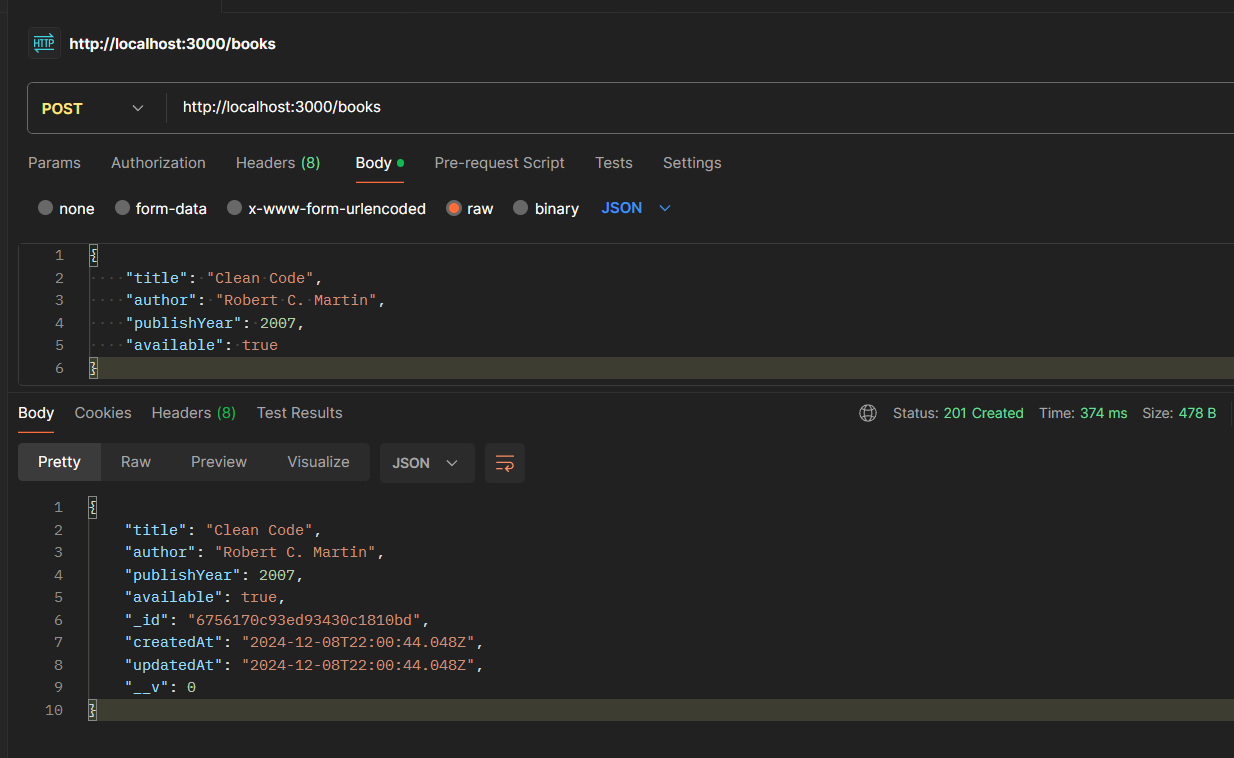 HTTP http://localhost:3000/books
POST http://localhost:3000/books
Params Authorization Headers (8) Body Pre-request Script Tests Settings
none form-data x-www-form-urlencoded raw binary JSON
1 {
2 "title": "Clean Code",
3 "author": "Robert C. Martin",
4 "publishYear": 2007,
5 "available": true
6 }
Body Cookies Headers (8) Test Results Status: 201 Created Time: 374 ms Size: 478 B
Pretty Raw Preview Visualize JSON
1 {
2 "title": "Clean Code",
3 "author": "Robert C. Martin",
4 "publishYear": 2007,
5 "available": true,
6 "_id": "6756170c93ed93430c1810bd",
7 "createdAt": "2024-12-08T22:00:44.048Z",
8 "updatedAt": "2024-12-08T22:00:44.048Z",
9 "__v": 0
10 }